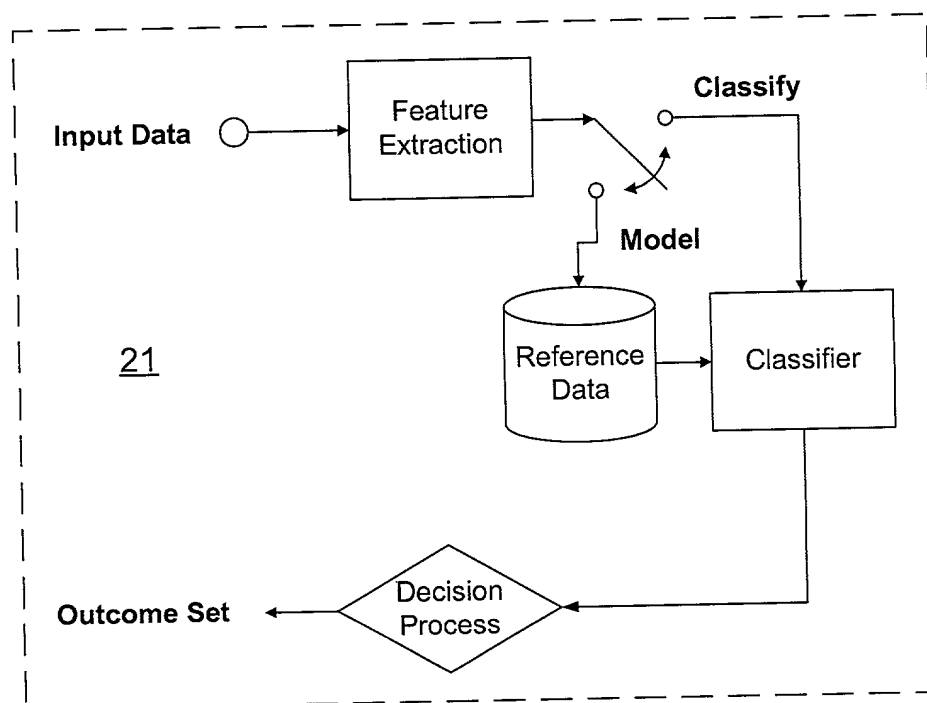 Classify
Input Data
Feature
Extraction
Model
21
Reference
Data
Classifier
Outcome Set
Decision
Process